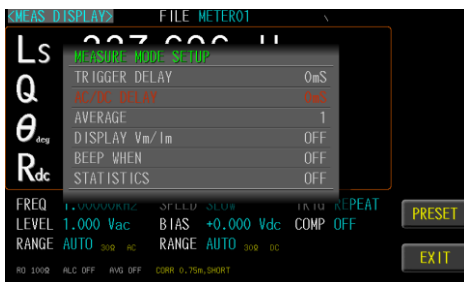 <MEAS DISPLAY> FILE METER01
Ls
MEASURE MODE SETUP
TRIGGER DELAY 0mS
Q
AC/DC DELAY 0mS
AVERAGE 1
θ deg
DISPLAY Vm/Im OFF
BEEP WHEN OFF
Rdc
STATISTICS OFF
FREQ 1.00000kHz SPEED SLOW TRIG REPEAT
LEVEL 1.000 Vac BIAS +0.000 Vdc COMP OFF
PRESET
RANGE AUTO 30Ω AC RANGE AUTO 30Ω DC
EXIT
RO 100Ω ALC OFF AVG OFF CORR 0.75m,SHORT